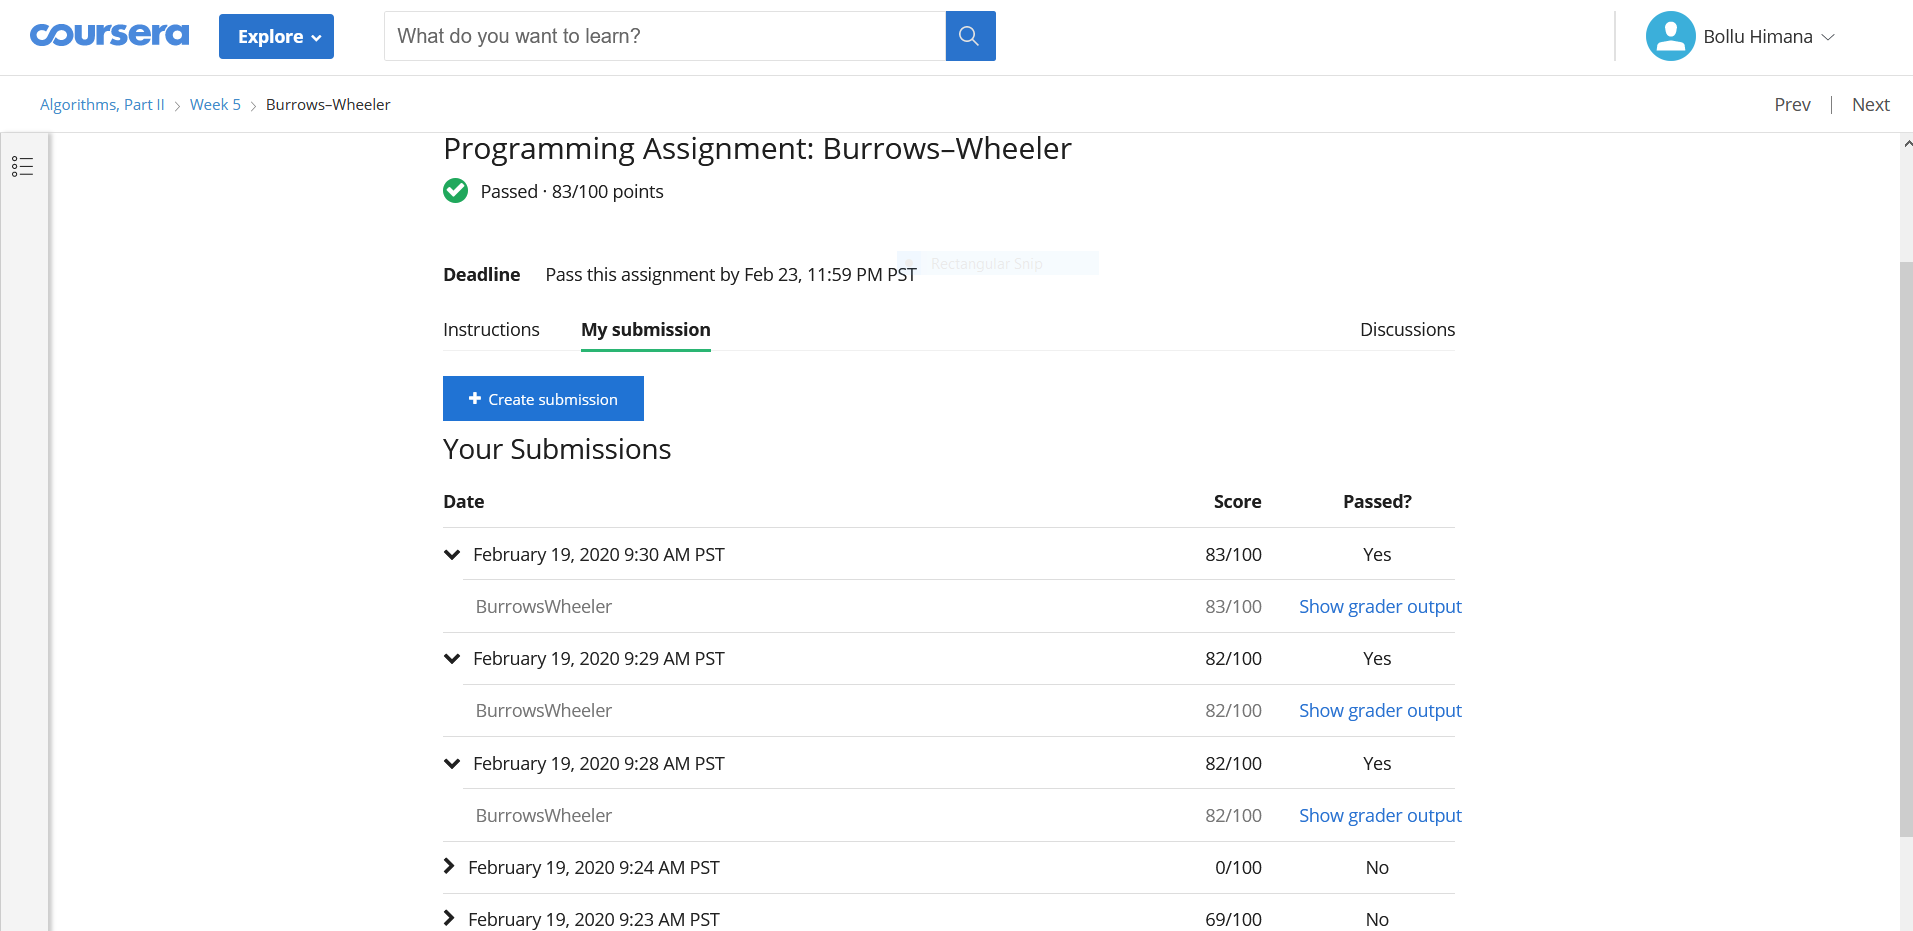 coursera Explore What do you want to learn? Bollu Himana
Algorithms, Part II Week 5 Burrows–Wheeler Prev Next
Programming Assignment: Burrows–Wheeler
Passed · 83/100 points
Rectangular Snip
Deadline Pass this assignment by Feb 23, 11:59 PM PST
Instructions My submission Discussions
+ Create submission
Your Submissions
Date Score Passed?
February 19, 2020 9:30 AM PST 83/100 Yes
BurrowsWheeler 83/100 Show grader output
February 19, 2020 9:29 AM PST 82/100 Yes
BurrowsWheeler 82/100 Show grader output
February 19, 2020 9:28 AM PST 82/100 Yes
BurrowsWheeler 82/100 Show grader output
February 19, 2020 9:24 AM PST 0/100 No
February 19, 2020 9:23 AM PST 69/100 No